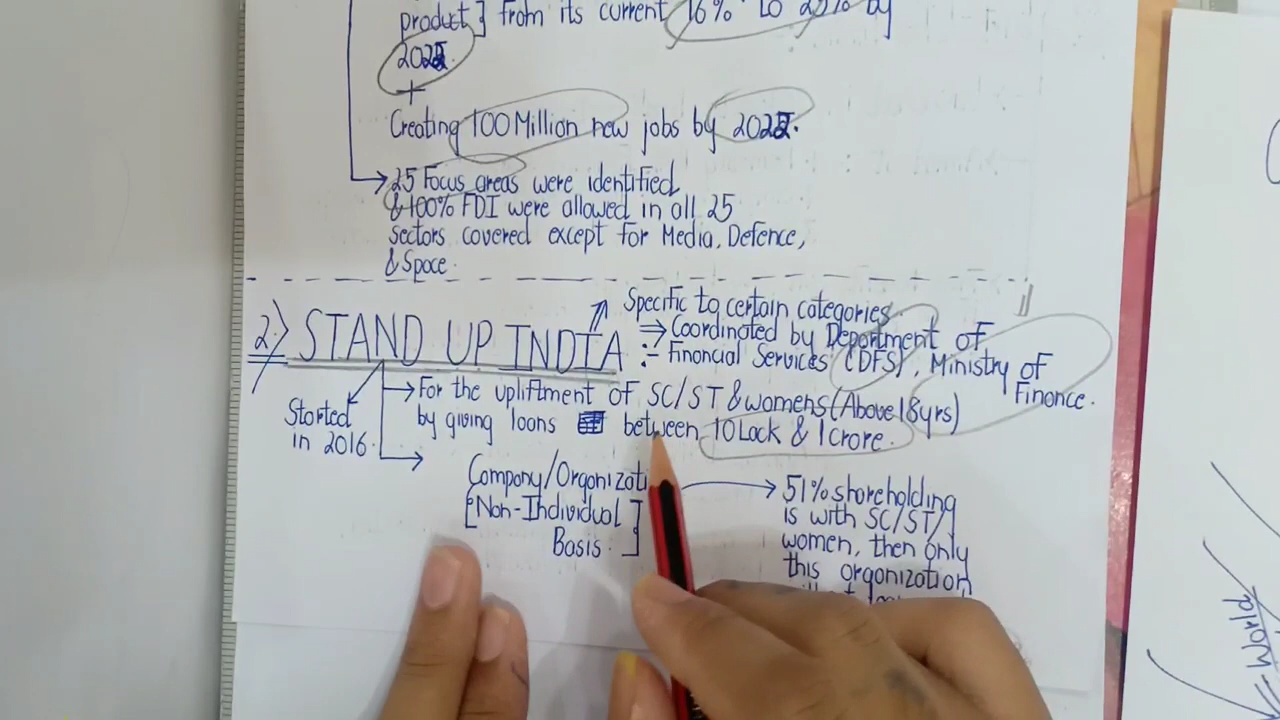 product] from its current 16% to 25% by
2022
+
Creating 100 Million new jobs by 2022.
25 Focus areas were identified
& 100% FDI were allowed in all 25
sectors covered except for Media, Defence,
& Space.
2) STAND UP INDIA :-
Specific to certain categories.
⇒ Coordinated by Department of
Financial Services (DFS), Ministry of
Finance.
Started
in 2016.
For the upliftment of SC/ST & womens (Above 18yrs)
by giving loans between 10 Lack & 1 Crore.
Company/Organizati
[Non-Individual
Basis.]
51% shareholding
is with SC/ST/
women, then only
this organization
World